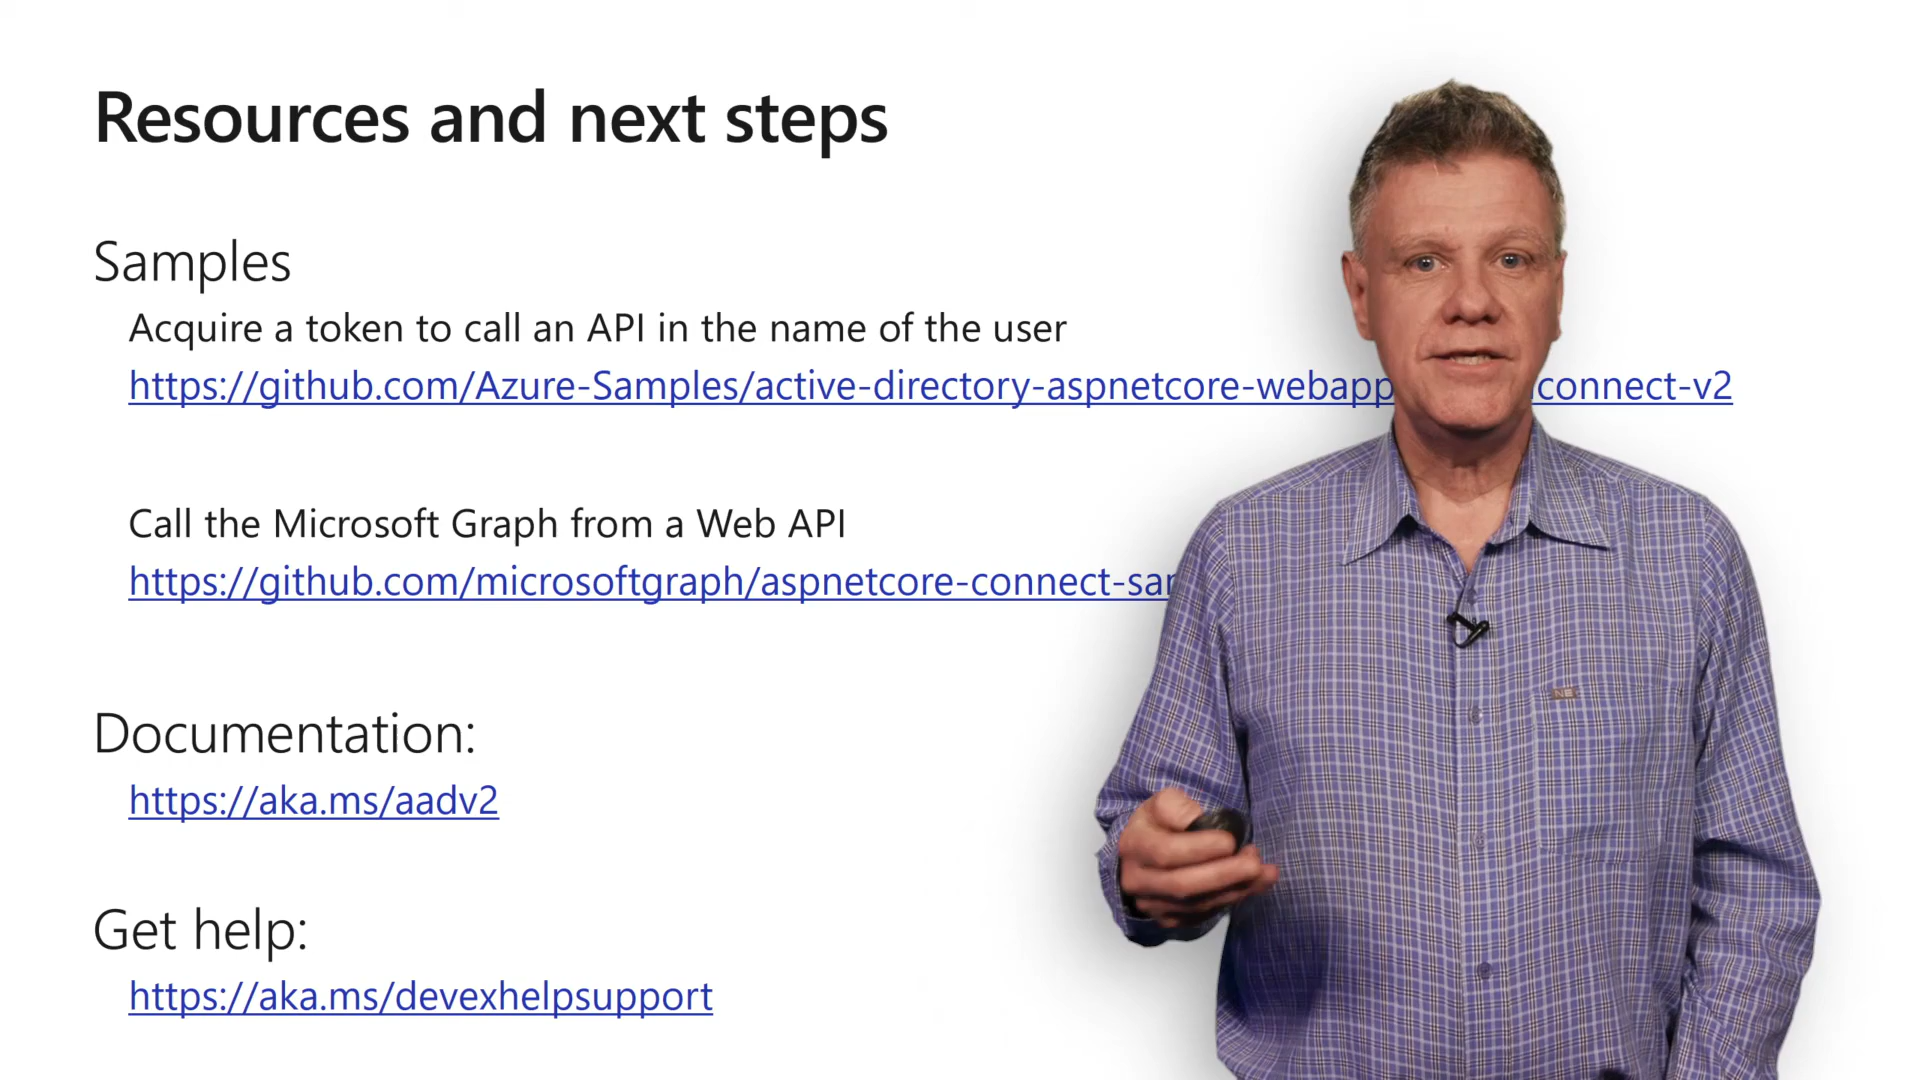 Resources and next steps
Samples
Acquire a token to call an API in the name of the user
https://github.com/Azure-Samples/active-directory-aspnetcore-webapp connect-v2
Call the Microsoft Graph from a Web API
https://github.com/microsoftgraph/aspnetcore-connect-sa
Documentation:
https://aka.ms/aadv2
Get help:
https://aka.ms/devexhelpsupport